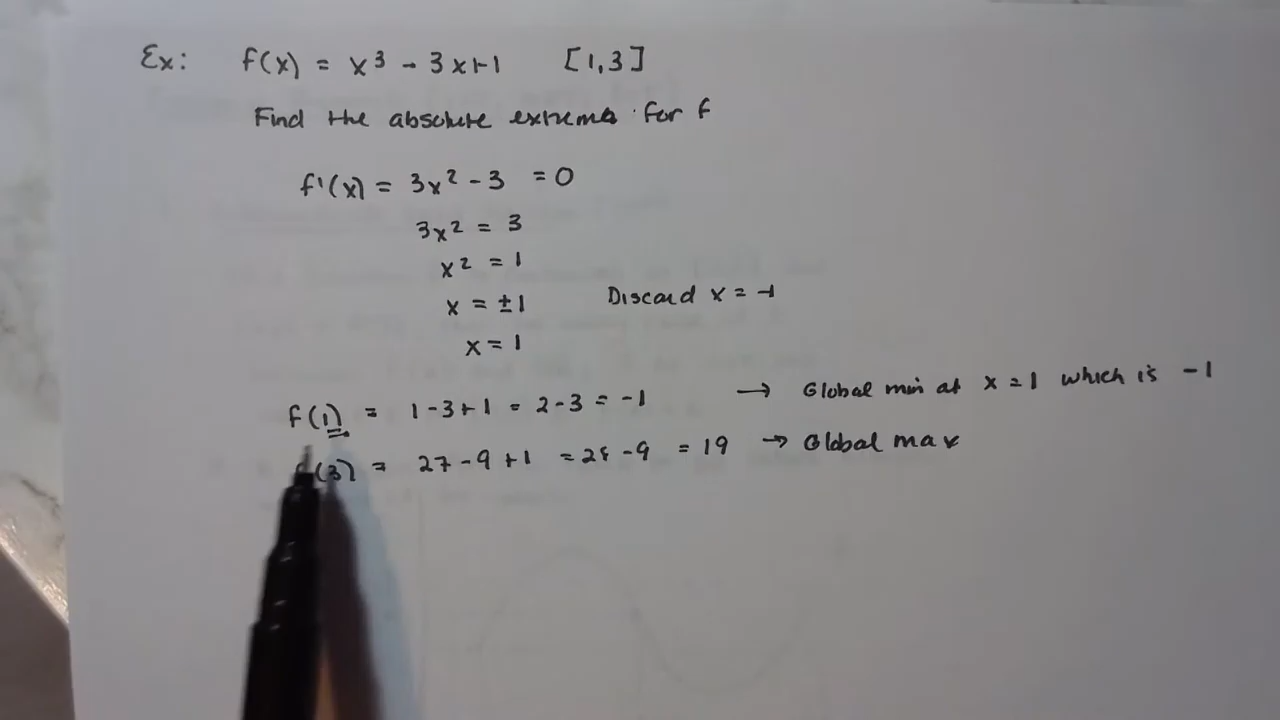 Ex: f(x) = x³ - 3x+1 [1,3]
Find the absolute extrema for f
f'(x) = 3x² - 3 = 0
3x² = 3
x² = 1
x = ±1 Discard x = -1
x = 1
f(1) = 1-3+1 = 2-3 = -1 → Global min at x=1 which is -1
(3) = 27-9+1 = 28-9 = 19 → Global max